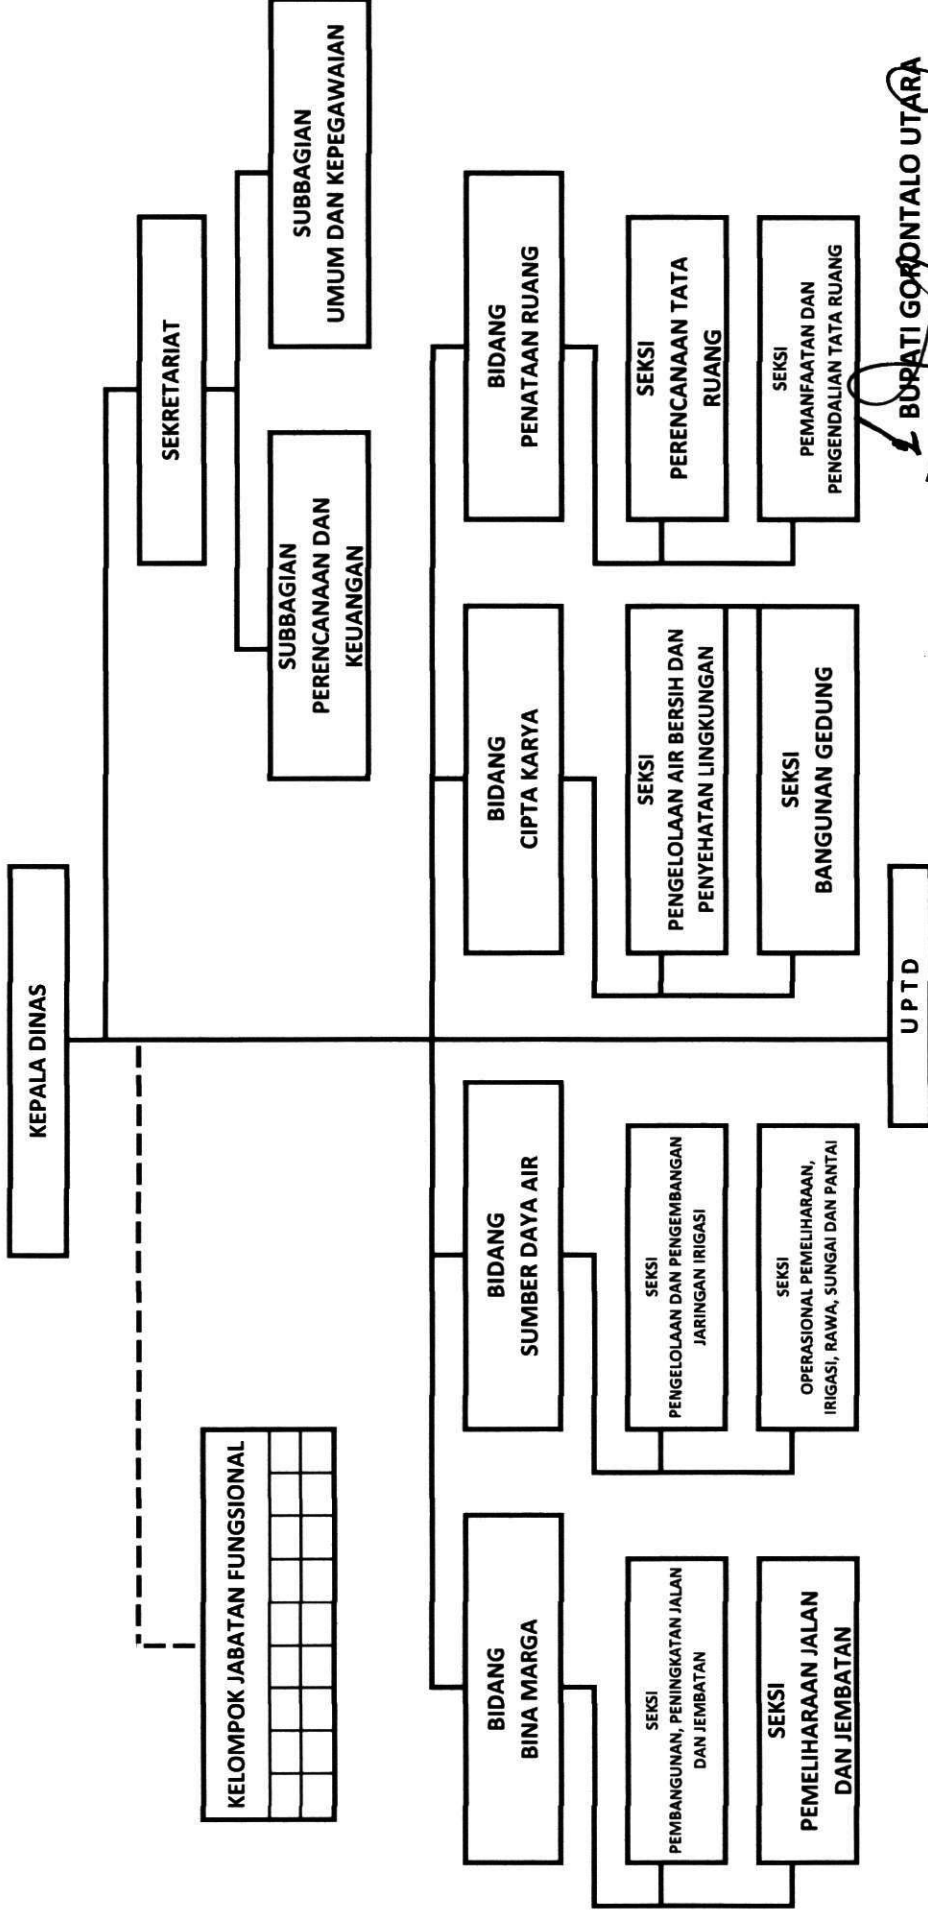 KEPALA DINAS
KELOMPOK JABATAN FUNGSIONAL
SEKRETARIAT
SUBBAGIAN
PERENCANAAN DAN
KEUANGAN
SUBBAGIAN
UMUM DAN KEPEGAWAIAN
BIDANG
BINA MARGA
SEKSI
PEMBANGUNAN, PENINGKATAN JALAN
DAN JEMBATAN
SEKSI
PEMELIHARAAN JALAN
DAN JEMBATAN
BIDANG
SUMBER DAYA AIR
SEKSI
PENGELOLAAN DAN PENGEMBANGAN
JARINGAN IRIGASI
SEKSI
OPERASIONAL PEMELIHARAAN,
IRIGASI, RAWA, SUNGAI DAN PANTAI
BIDANG
CIPTA KARYA
SEKSI
PENGELOLAAN AIR BERSIH DAN
PENYEHATAN LINGKUNGAN
SEKSI
BANGUNAN GEDUNG
BIDANG
PENATAAN RUANG
SEKSI
PERENCANAAN TATA
RUANG
SEKSI
PEMANFAATAN DAN
PENGENDALIAN TATA RUANG
U P T D
BUPATI GORONTALO UTARA